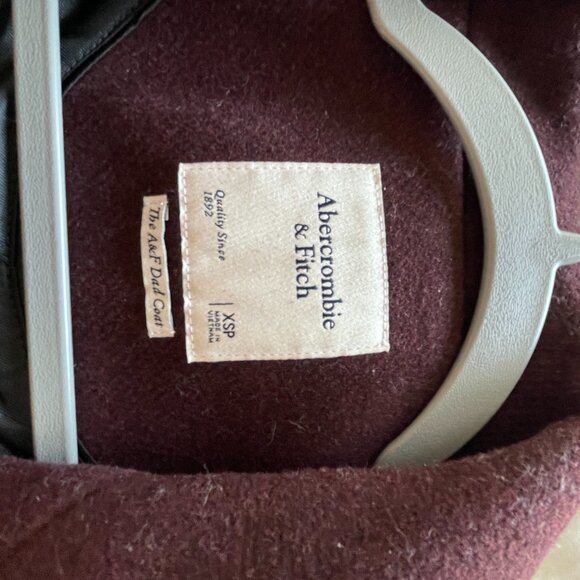 Abercrombie
& Fitch
Quality Since
1892
XSP
MADE IN
VIETNAM
The A&F Dad Coat